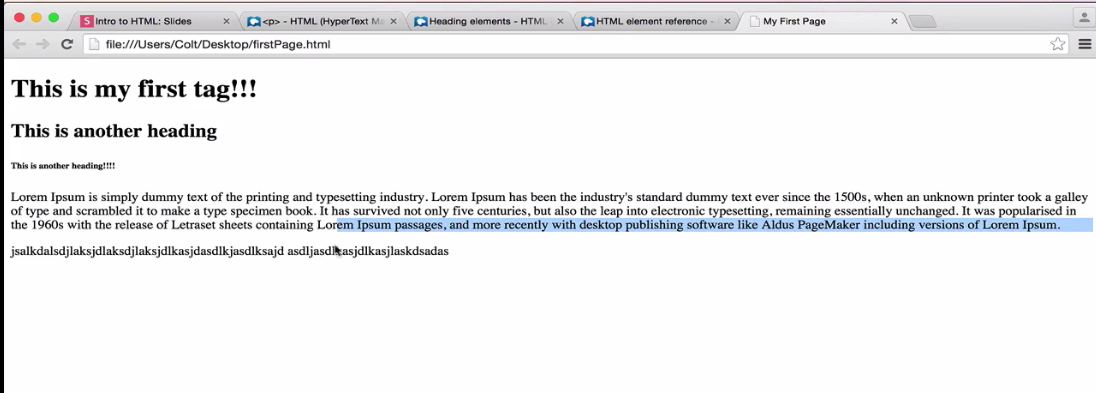 Intro to HTML: Slides
<p> - HTML (HyperText Ma
Heading elements - HTML
HTML element reference -
My First Page
file:///Users/Colt/Desktop/firstPage.html
This is my first tag!!!
This is another heading
This is another heading!!!!
Lorem Ipsum is simply dummy text of the printing and typesetting industry. Lorem Ipsum has been the industry's standard dummy text ever since the 1500s, when an unknown printer took a galley
of type and scrambled it to make a type specimen book. It has survived not only five centuries, but also the leap into electronic typesetting, remaining essentially unchanged. It was popularised in
the 1960s with the release of Letraset sheets containing Lorem Ipsum passages, and more recently with desktop publishing software like Aldus PageMaker including versions of Lorem Ipsum.